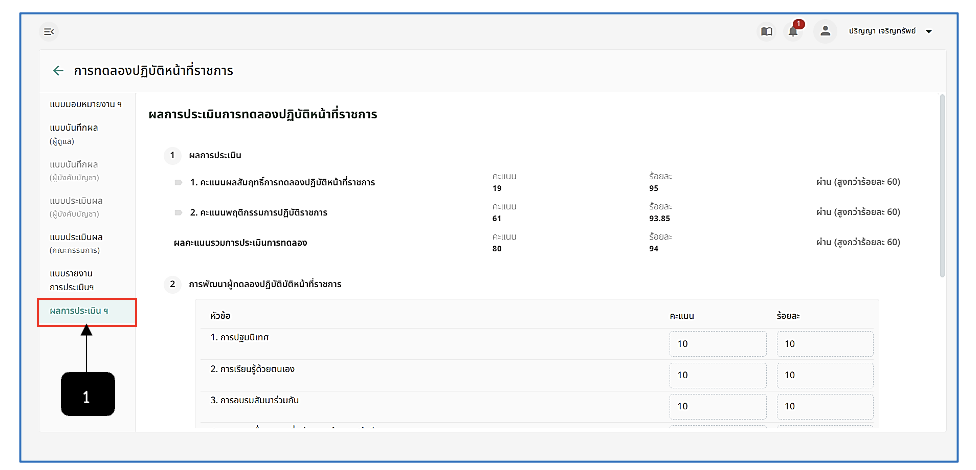 1
ปริญญา เจริญทรัพย์
การทดลองปฏิบัติหน้าที่ราชการ
แบบมอบหมายงาน ฯ
แบบบันทึกผล
(ผู้ดูแล)
แบบบันทึกผล
(ผู้บังคับบัญชา)
แบบประเมินผล
(ผู้บังคับบัญชา)
แบบประเมินผล
(คณะกรรมการ)
แบบรายงาน
การประเมินฯ
ผลการประเมิน ฯ
1
ผลการประเมินการทดลองปฏิบัติหน้าที่ราชการ
1 ผลการประเมิน
1. คะแนนผลสัมฤทธิ์การทดลองปฏิบัติหน้าที่ราชการ
คะแนน ร้อยละ
19 95 ผ่าน (สูงกว่าร้อยละ 60)
2. คะแนนพฤติกรรมการปฏิบัติราชการ
คะแนน ร้อยละ
61 93.85 ผ่าน (สูงกว่าร้อยละ 60)
ผลคะแนนรวมการประเมินการทดลอง
คะแนน ร้อยละ
80 94 ผ่าน (สูงกว่าร้อยละ 60)
2 การพัฒนาผู้ทดลองปฏิบัติบัติหน้าที่ราชการ
หัวข้อ คะแนน ร้อยละ
1. การปฐมนิเทศ 10 10
2. การเรียนรู้ด้วยตนเอง 10 10
3. การอบรมสัมนาร่วมกัน 10 10